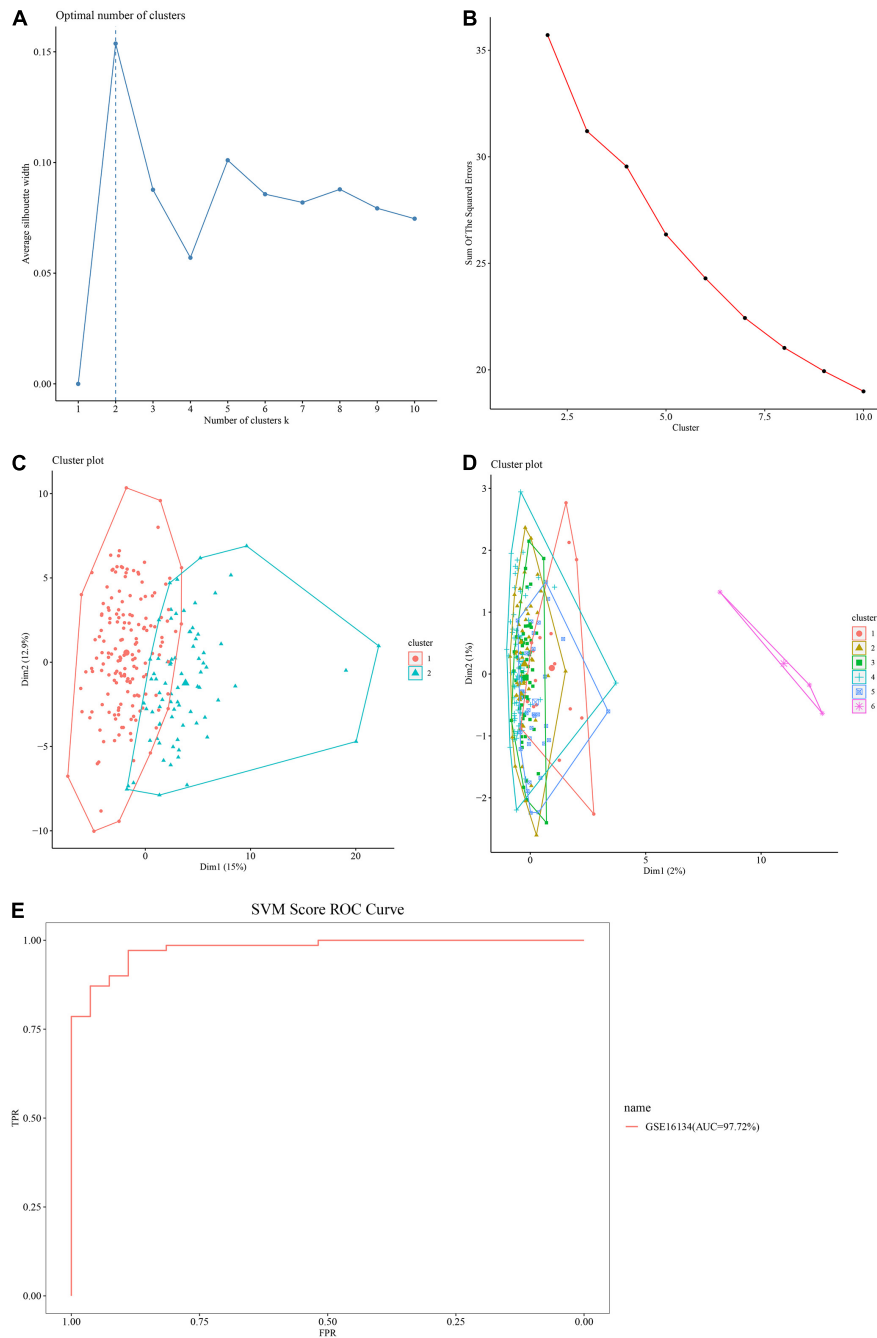 A
Optimal number of clusters
0.15
0.10
0.05
0.00
Average silhouette width
1 2 3 4 5 6 7 8 9 10
Number of clusters k
B
35
30
25
20
Sum Of The Squared Errors
2.5 5.0 7.5 10.0
Cluster
C
Cluster plot
10
5
0
−5
−10
Dim2 (12.9%)
0 10 20
Dim1 (15%)
cluster
1
2
D
Cluster plot
3
2
1
0
−1
−2
Dim2 (1%)
0 5 10
Dim1 (2%)
cluster
1
2
3
4
5
6
E
SVM Score ROC Curve
1.00
0.75
0.50
0.25
0.00
TPR
1.00 0.75 0.50 0.25 0.00
FPR
name
GSE16134(AUC=97.72%)